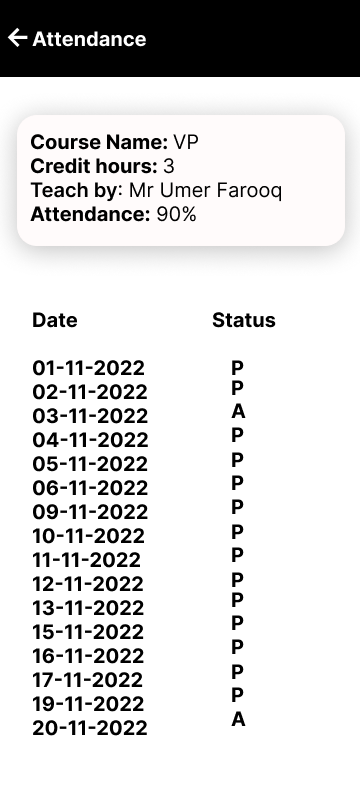 Attendance
Course Name: VP
Credit hours: 3
Teach by: Mr Umer Farooq
Attendance: 90%
Date Status
01-11-2022 P
02-11-2022 P
03-11-2022 A
04-11-2022 P
05-11-2022 P
06-11-2022 P
09-11-2022 P
10-11-2022 P
11-11-2022 P
12-11-2022 P
13-11-2022 P
15-11-2022 P
16-11-2022 P
17-11-2022 P
19-11-2022 P
20-11-2022 A